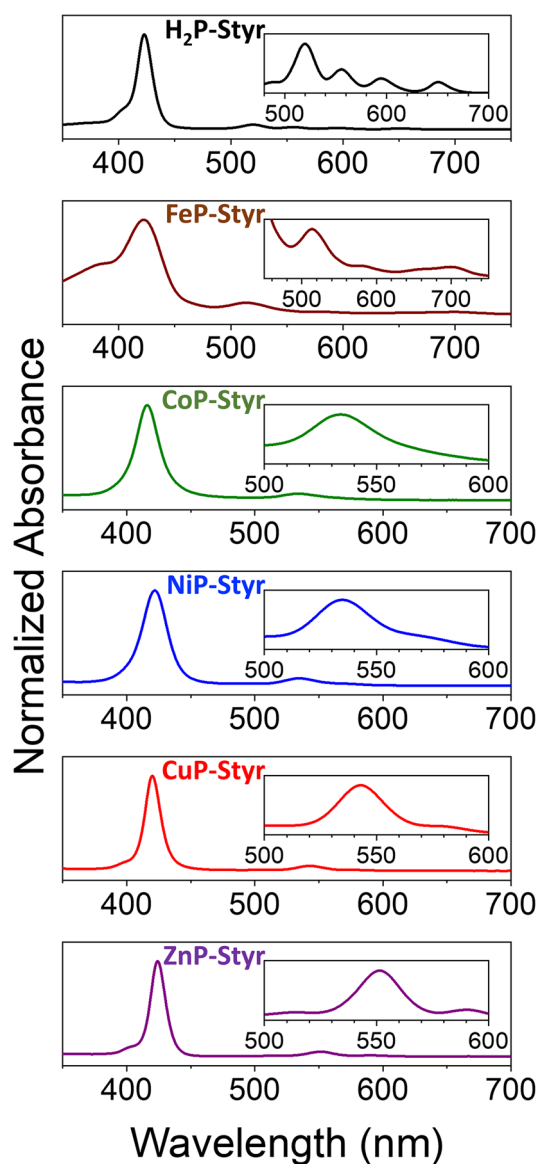 H₂P-Styr
500 600 700
400 500 600 700
FeP-Styr
500 600 700
400 500 600 700
CoP-Styr
500 550 600
400 500 600 700
NiP-Styr
500 550 600
400 500 600 700
CuP-Styr
500 550 600
400 500 600 700
ZnP-Styr
500 550 600
400 500 600 700
Normalized Absorbance
Wavelength (nm)